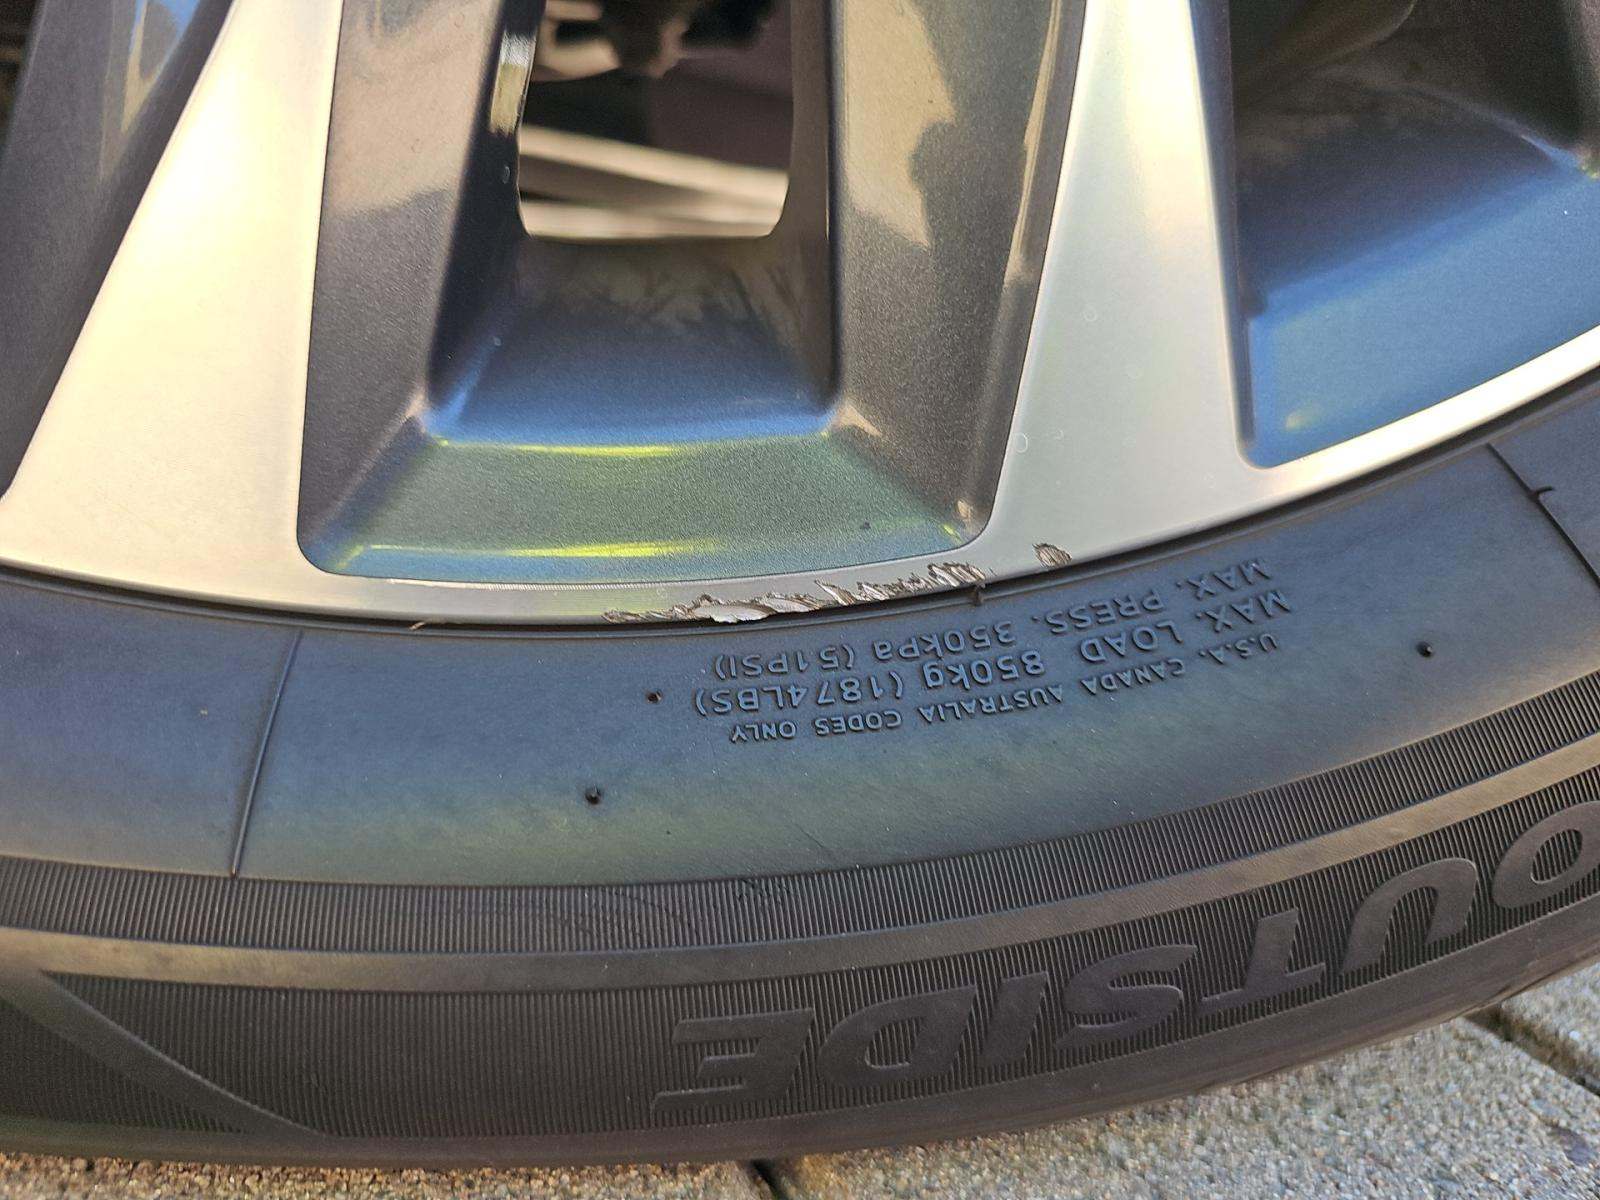 OUTSIDE
U.S.A. CANADA AUSTRALIA CODES ONLY
MAX. LOAD 850kg (1874LBS)
MAX. PRESS. 350kPa (51PSI)